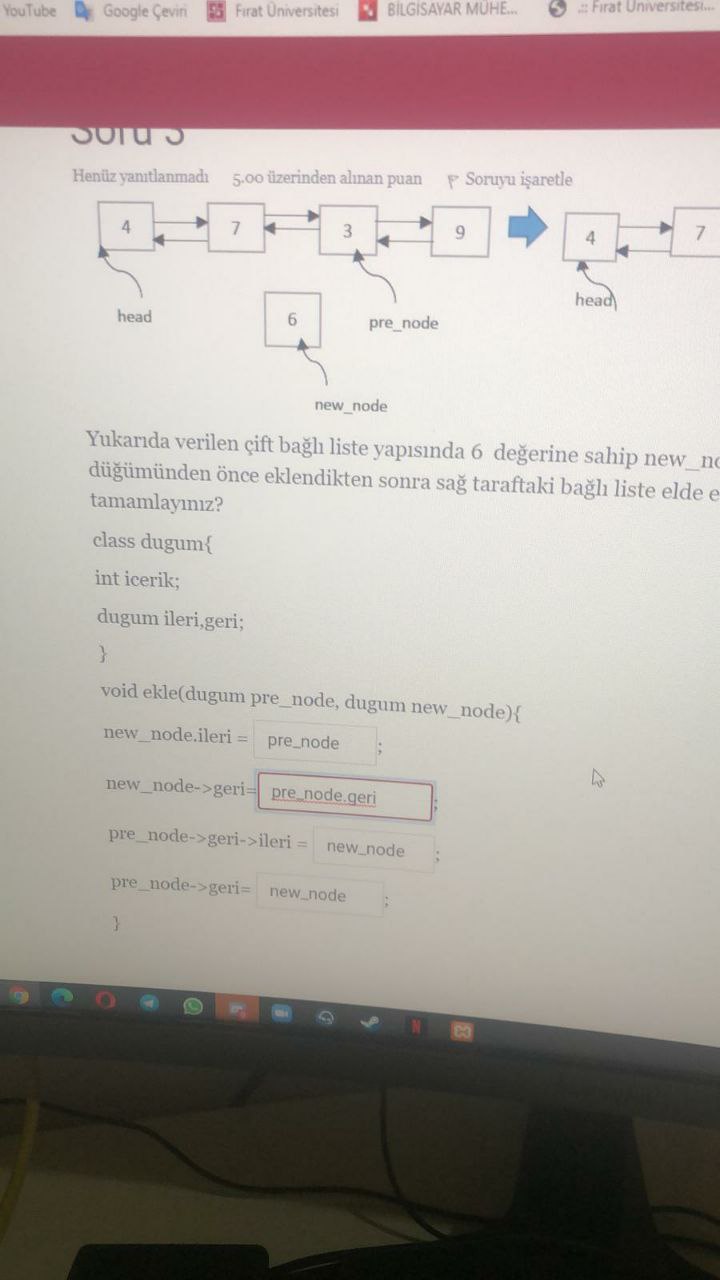 YouTube Google Çeviri Fırat Üniversitesi BİLGİSAYAR MÜHE... .:: Fırat Üniversitesi...
Soru 3
Henüz yanıtlanmadı 5.00 üzerinden alınan puan Soruyu işaretle
4 7 3 9 4 7
head pre_node head
6
new_node
Yukarıda verilen çift bağlı liste yapısında 6 değerine sahip
düğümünden önce eklendikten sonra sağ taraftaki bağlı liste elde
tamamlayınız?
class dugum{
int icerik;
dugum ileri,geri;
}
void ekle(dugum pre_node, dugum new_node){
new_node.ileri = pre_node ;
new_node->geri= pre_node.geri ;
pre_node->geri->ileri = new_node ;
pre_node->geri= new_node ;
}